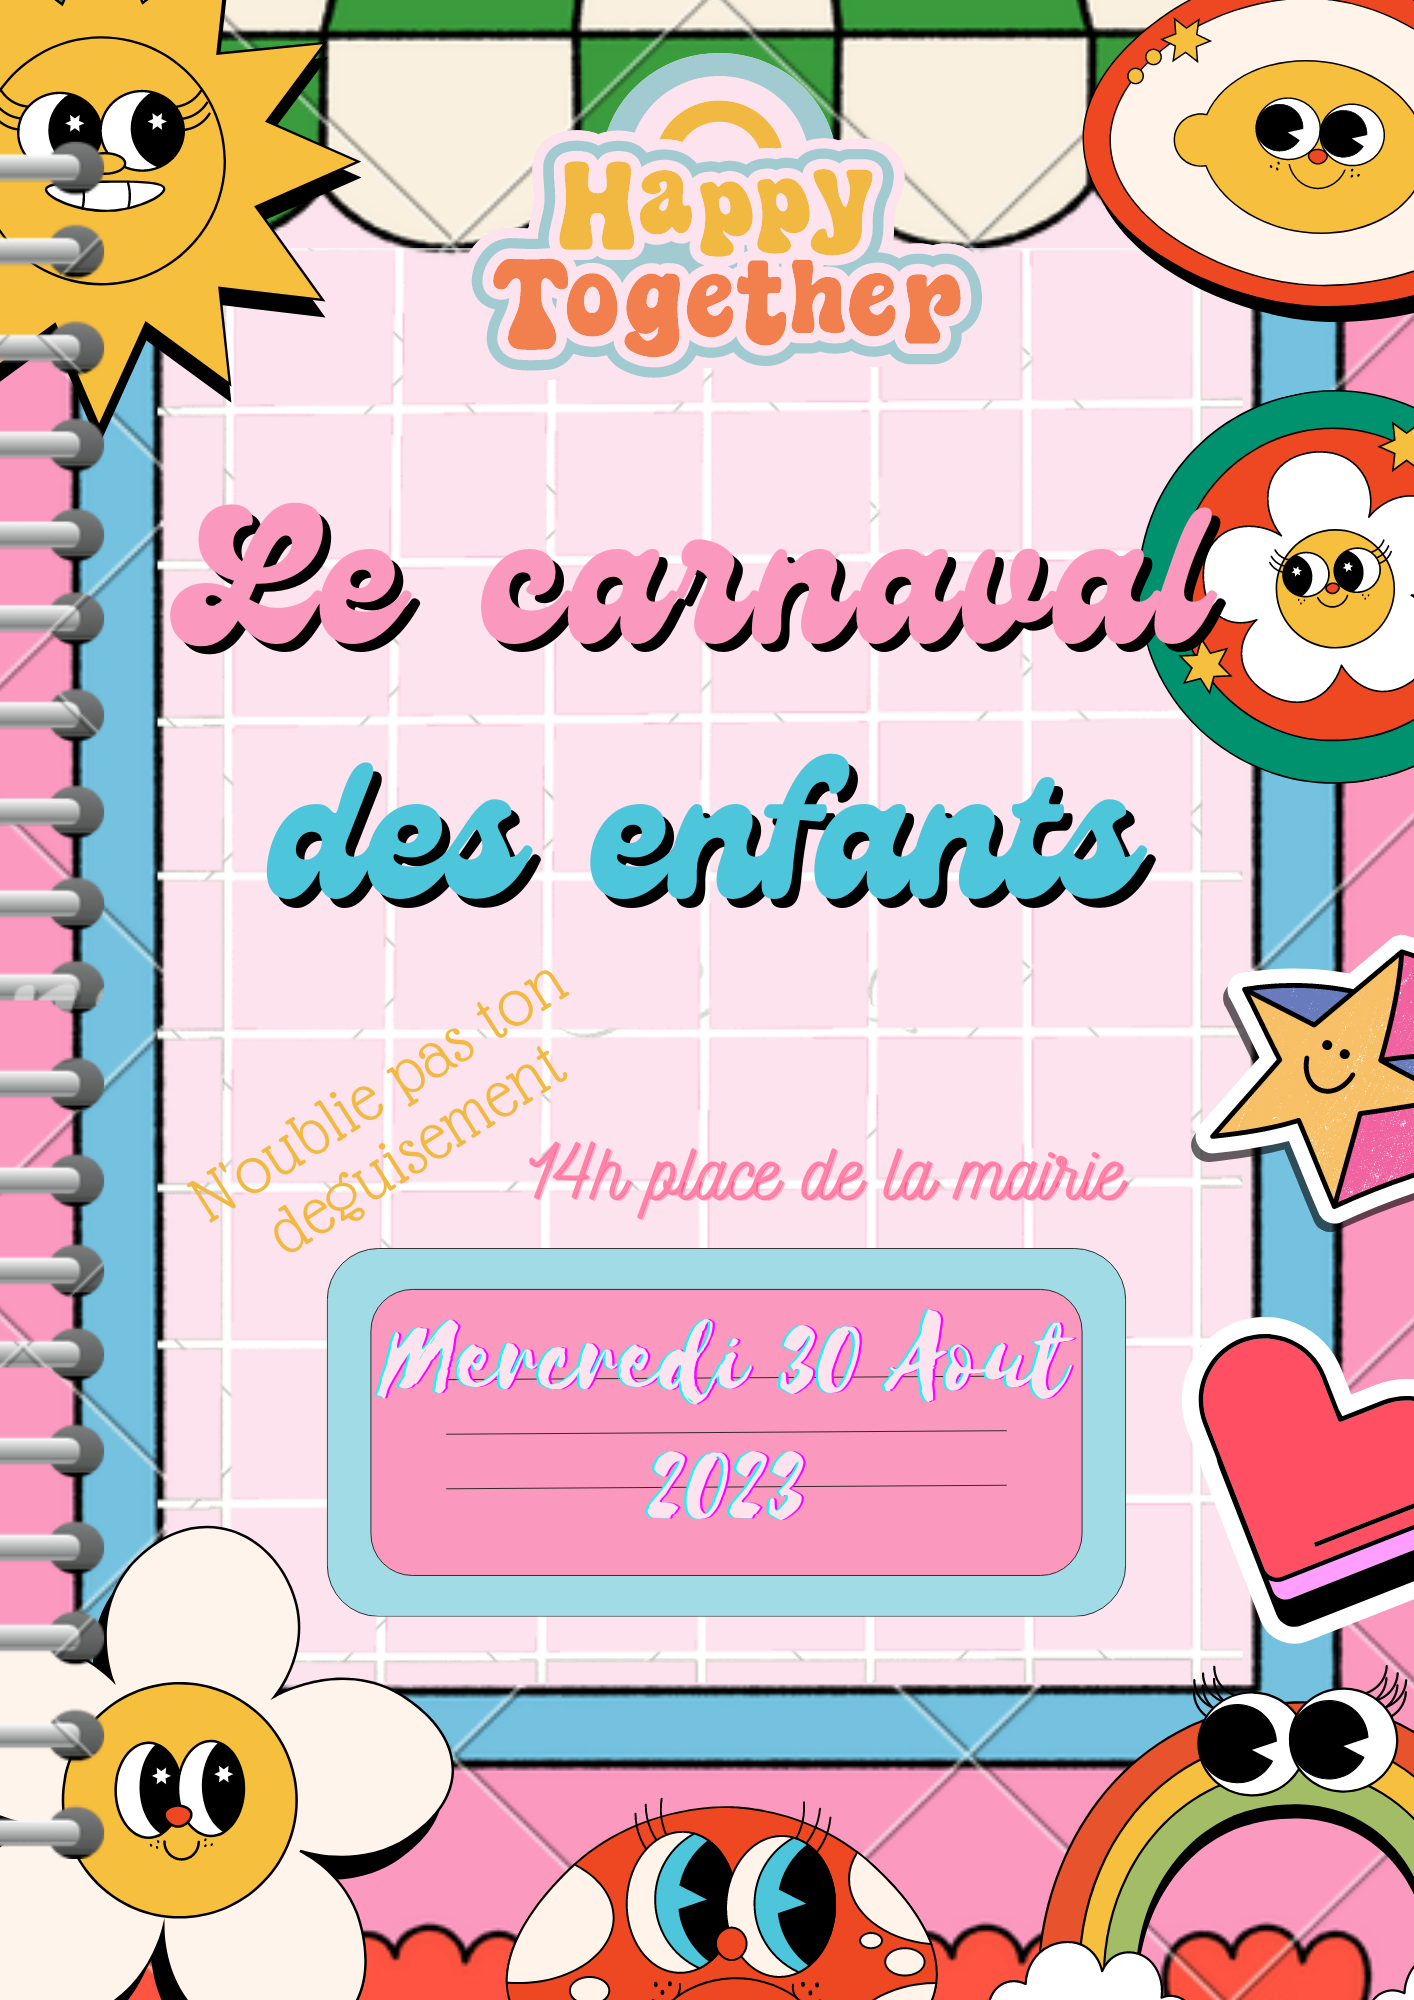 Happy
Together
Le carnaval
des enfants
N'oublie pas ton
deguisement
14h place de la mairie
Mercredi 30 Aout
2023